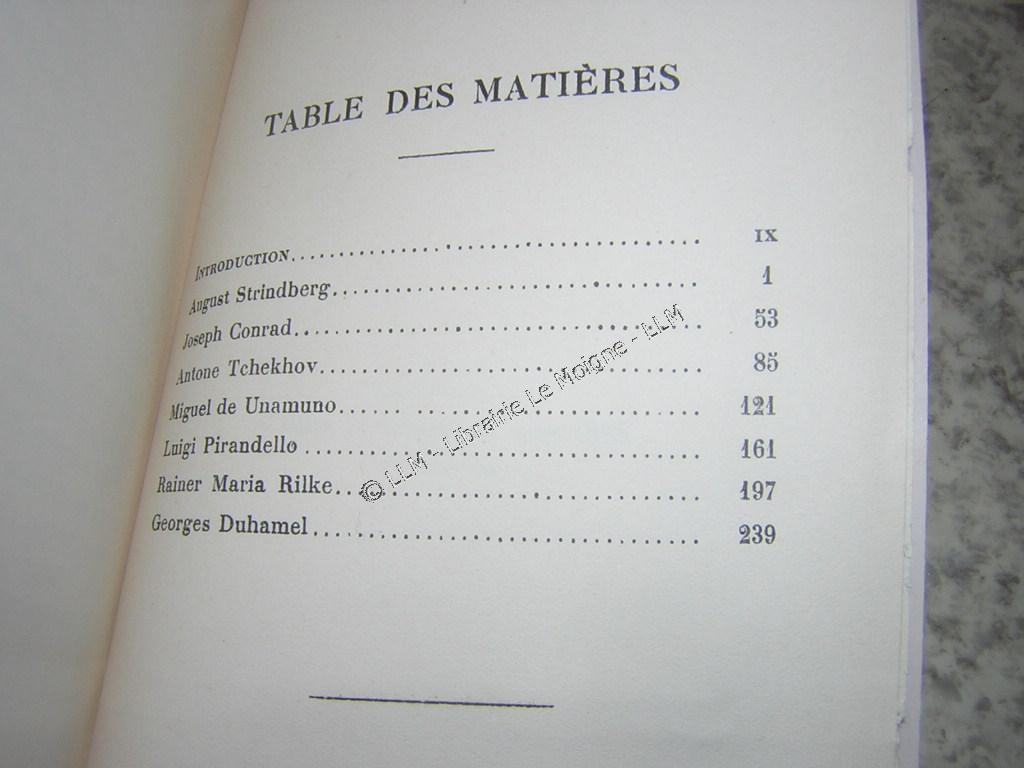 TABLE DES MATIÈRES
INTRODUCTION.................................... IX
August Strindberg................................ 1
Joseph Conrad.................................... 53
Antone Tchekhov.................................. 85
Miguel de Unamuno...... ........................ 121
Luigi Pirandello ................................ 161
Rainer Maria Rilke............................... 197
Georges Duhamel.................................. 239
© LLM - Librairie Le Moigne - LLM